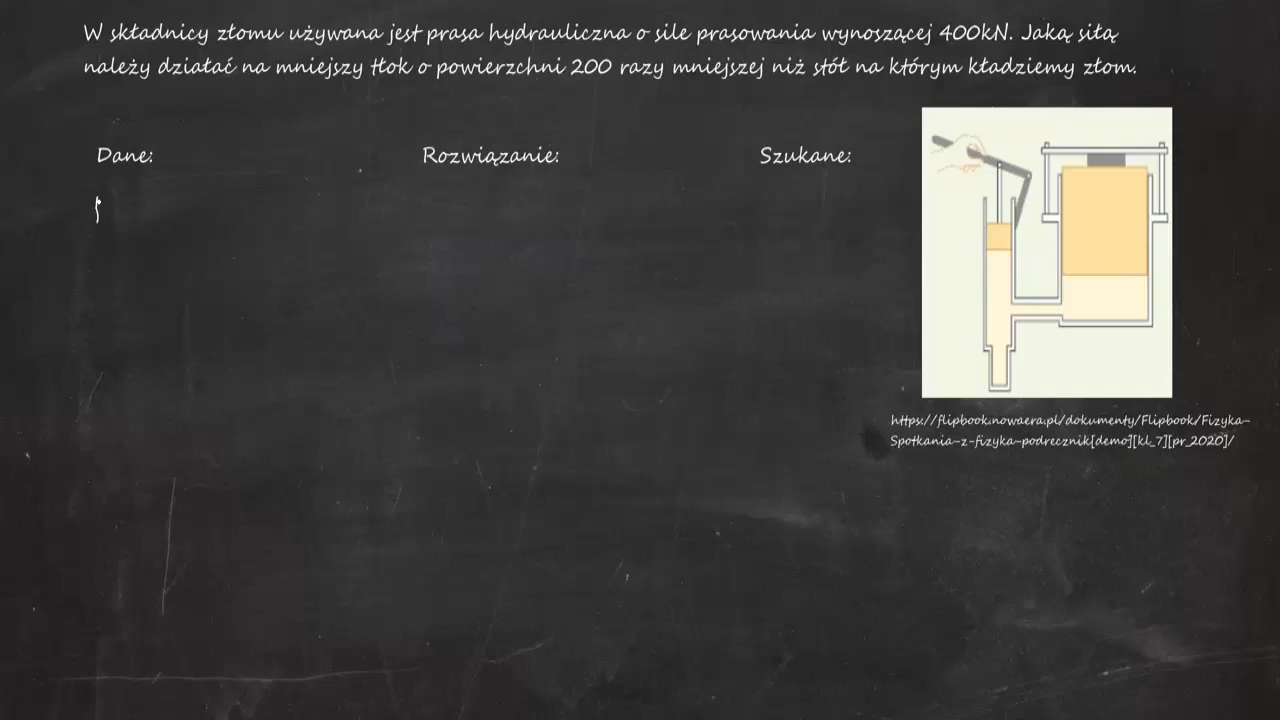 W składnicy złomu używana jest prasa hydrauliczna o sile prasowania wynoszącej 400kN. Jaką siłą
należy działać na mniejszy tłok o powierzchni 200 razy mniejszej niż stół na którym kładziemy złom.
Dane:
Rozwiązanie:
Szukane:
https://flipbook.nowaera.pl/dokumenty/Flipbook/Fizyka-
Spotkania-z-fizyka-podrecznik[demo][kl_7][pr_2020]/